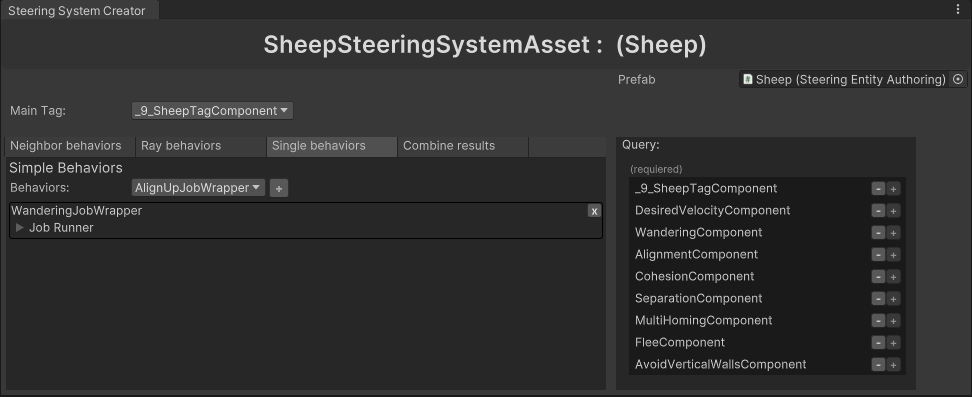 Steering System Creator
SheepSteeringSystemAsset : (Sheep)
Prefab
Sheep (Steering Entity Authoring)
Main Tag:
_9_SheepTagComponent
Neighbor behaviors
Ray behaviors
Single behaviors
Combine results
Simple Behaviors
Behaviors:
AlignUpJobWrapper
+
WanderingJobWrapper
x
Job Runner
Query:
(requiered)
_9_SheepTagComponent - +
DesiredVelocityComponent - +
WanderingComponent - +
AlignmentComponent - +
CohesionComponent - +
SeparationComponent - +
MultiHomingComponent - +
FleeComponent - +
AvoidVerticalWallsComponent - +